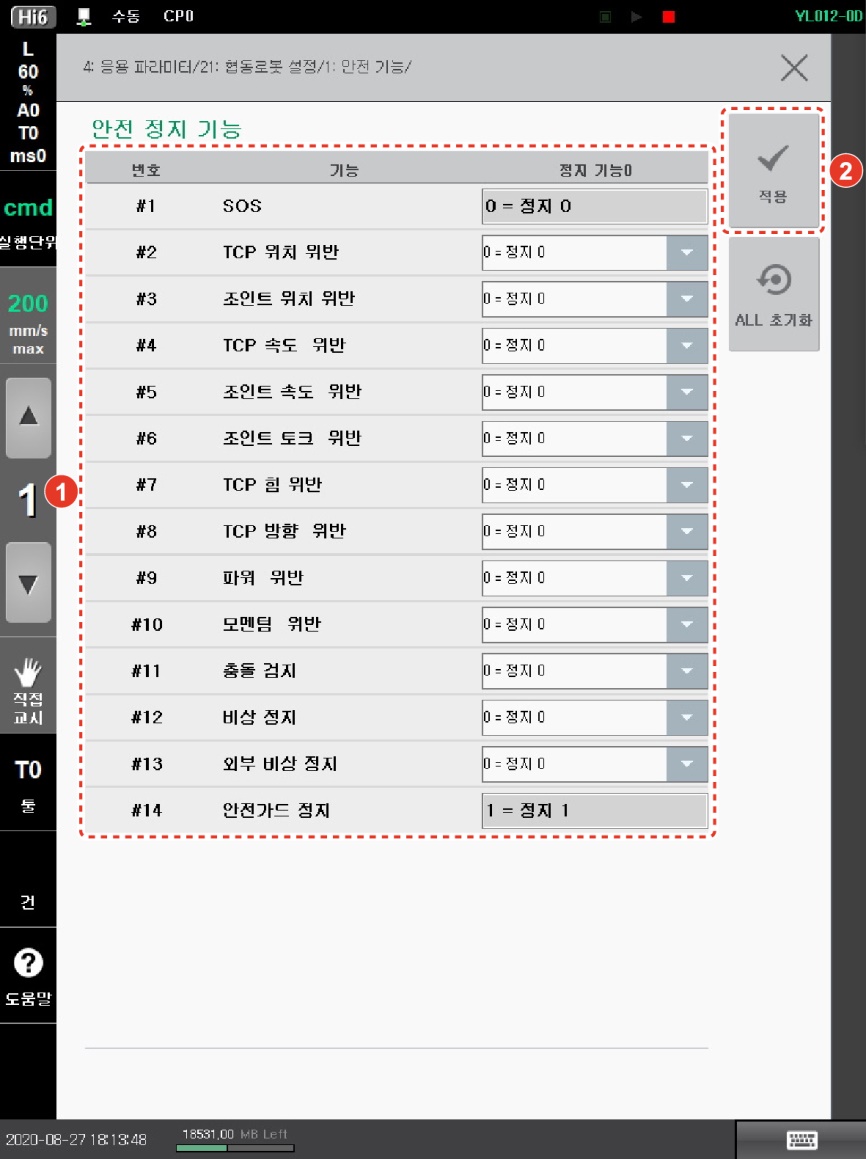 Hi6 수동 CP0 YL012-0D
L
60
%
A0
T0
ms0
cmd
실행단위
200
mm/s
max
1
직접
교시
T0
툴
건
?
도움말
4: 응용 파라미터/21: 협동로봇 설정/1: 안전 기능/
안전 정지 기능
번호 기능 정지 기능0
#1 SOS 0 = 정지 0
#2 TCP 위치 위반 0 = 정지 0
#3 조인트 위치 위반 0 = 정지 0
#4 TCP 속도 위반 0 = 정지 0
#5 조인트 속도 위반 0 = 정지 0
#6 조인트 토크 위반 0 = 정지 0
#7 TCP 힘 위반 0 = 정지 0
#8 TCP 방향 위반 0 = 정지 0
#9 파워 위반 0 = 정지 0
#10 모멘텀 위반 0 = 정지 0
#11 충돌 검지 0 = 정지 0
#12 비상 정지 0 = 정지 0
#13 외부 비상 정지 0 = 정지 0
#14 안전가드 정지 1 = 정지 1
1
적용
2
ALL 초기화
2020-08-27 18:13:48 18531,00 MB Left